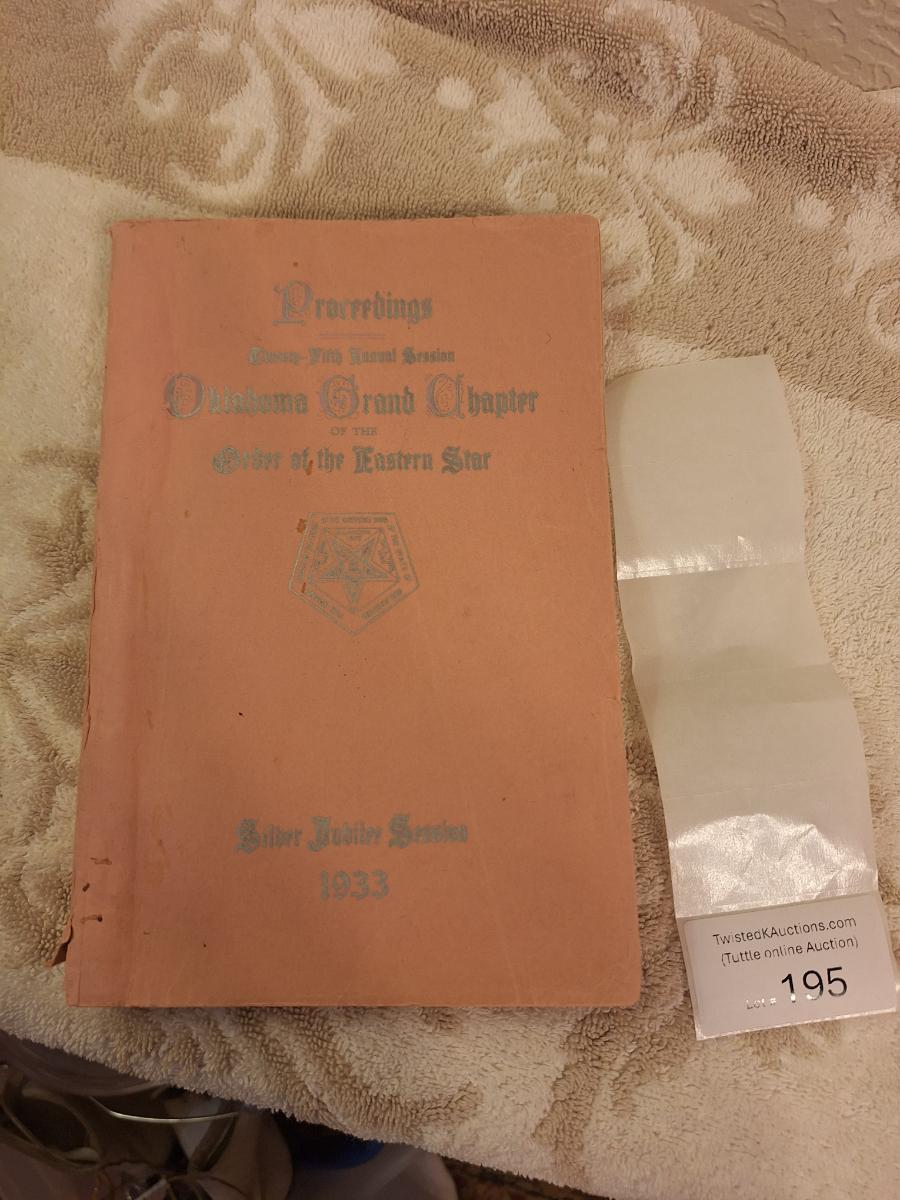 Proceedings
Twenty-Fifth Annual Session
Oklahoma Grand Chapter
OF THE
Order of the Eastern Star
Silver Jubilee Session
1933
TwistedKAuctions.com
(Tuttle online Auction)
Lot # 195